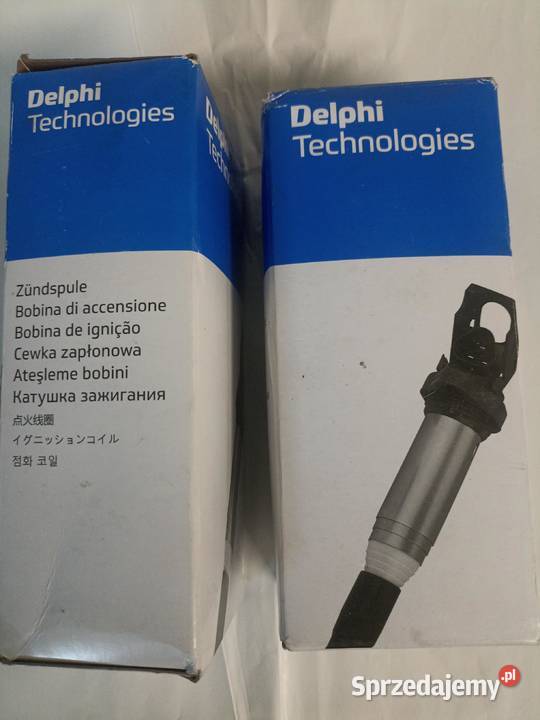 Delphi
Technologies
Delphi
Techn
Zündspule
Bobina di accensione
Bobina de ignição
Cewka zapłonowa
Ateşleme bobini
Катушка зажигания
点火线圈
イグニッションコイル
점화 코일
Delphi
Technologies
Sprzedajemy.pl